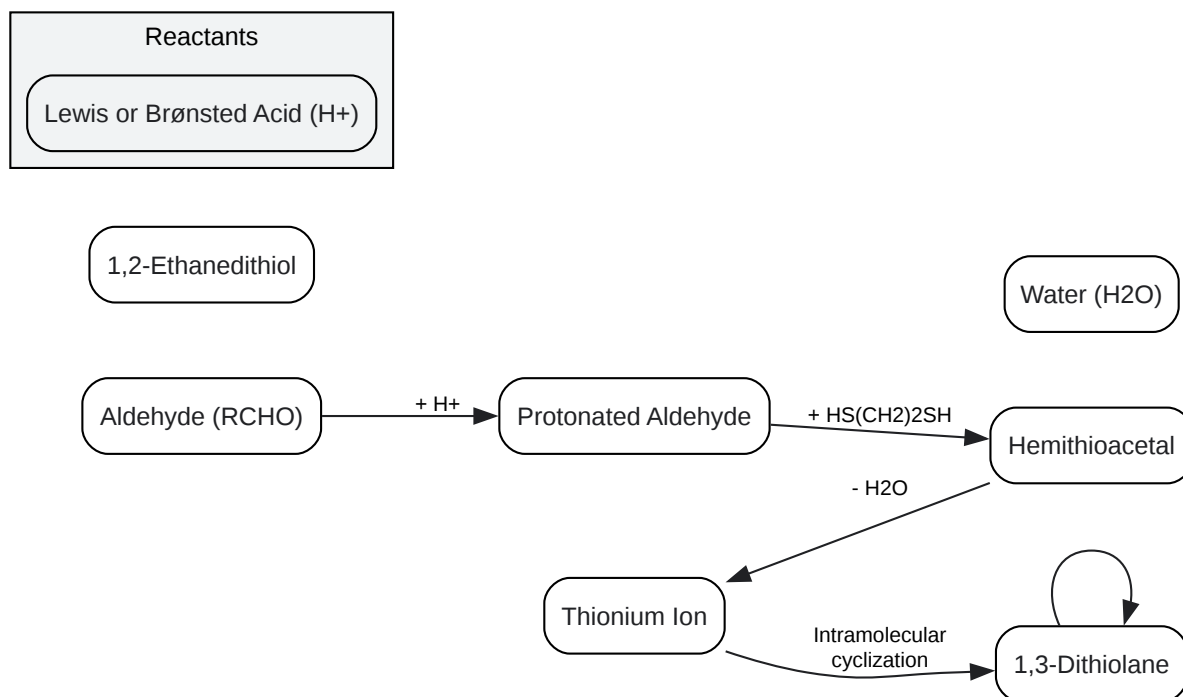 Reactants
Lewis or Brønsted Acid (H+)
1,2-Ethanedithiol
Water (H2O)
Aldehyde (RCHO)
+ H+
Protonated Aldehyde
+ HS(CH2)2SH
Hemithioacetal
- H2O
Thionium Ion
Intramolecular
cyclization
1,3-Dithiolane